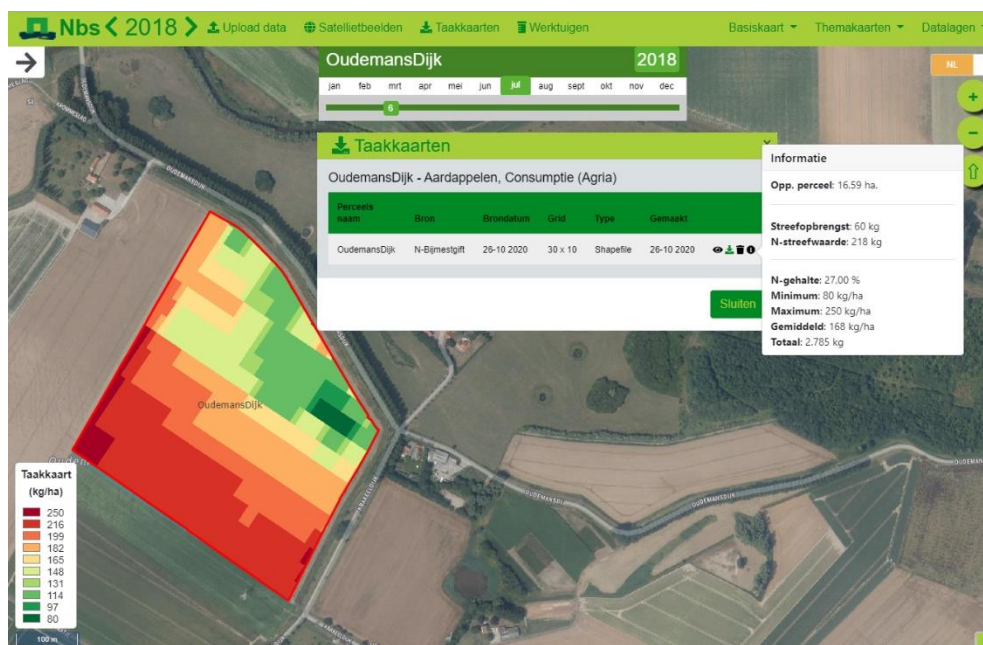 Nbs 2018 Upload data Satellietbeelden Taakkaarten Werktuigen Basiskaart Themakaarten Datalagen
OudemansDijk 2018
NL
jan feb mrt apr mei jun jul aug sept okt nov dec
6
Taakkaarten
×
OudemansDijk - Aardappelen, Consumptie (Agria)
Perceels naam Bron Brondatum Grid Type Gemaakt
OudemansDijk N-Bijmestgift 26-10 2020 30 x 10 Shapefile 26-10 2020
Sluiten
Informatie
Opp. perceel: 16.59 ha.
Streefopbrengst: 60 kg
N-streefwaarde: 218 kg
N-gehalte: 27,00 %
Minimum: 80 kg/ha
Maximum: 250 kg/ha
Gemiddeld: 168 kg/ha
Totaal: 2.785 kg
+
−
OUDEMANSDIJK
OudemansDijk
OUDEMANSDIJK
OUDEMANSDIJK
Taakkaart
(kg/ha)
250
216
199
182
165
148
131
114
97
80
100 m